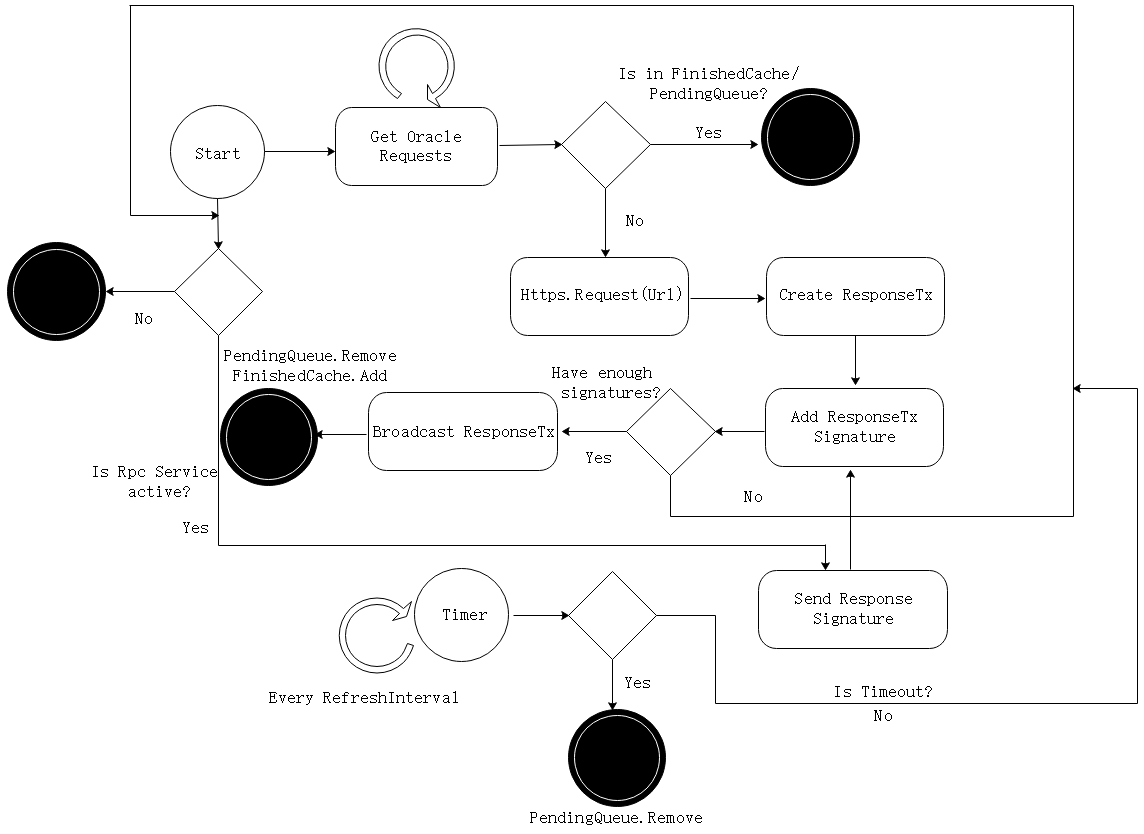 Is in FinishedCache/
PendingQueue?
Start
Get Oracle
Requests
Yes
No
Https.Request(Url)
Create ResponseTx
No
PendingQueue.Remove
FinishedCache.Add
Have enough
signatures?
Broadcast ResponseTx
Yes
Add ResponseTx
Signature
Is Rpc Service
active?
Yes
No
Timer
Send Response
Signature
Every RefreshInterval
Yes
Is Timeout?
No
PendingQueue.Remove